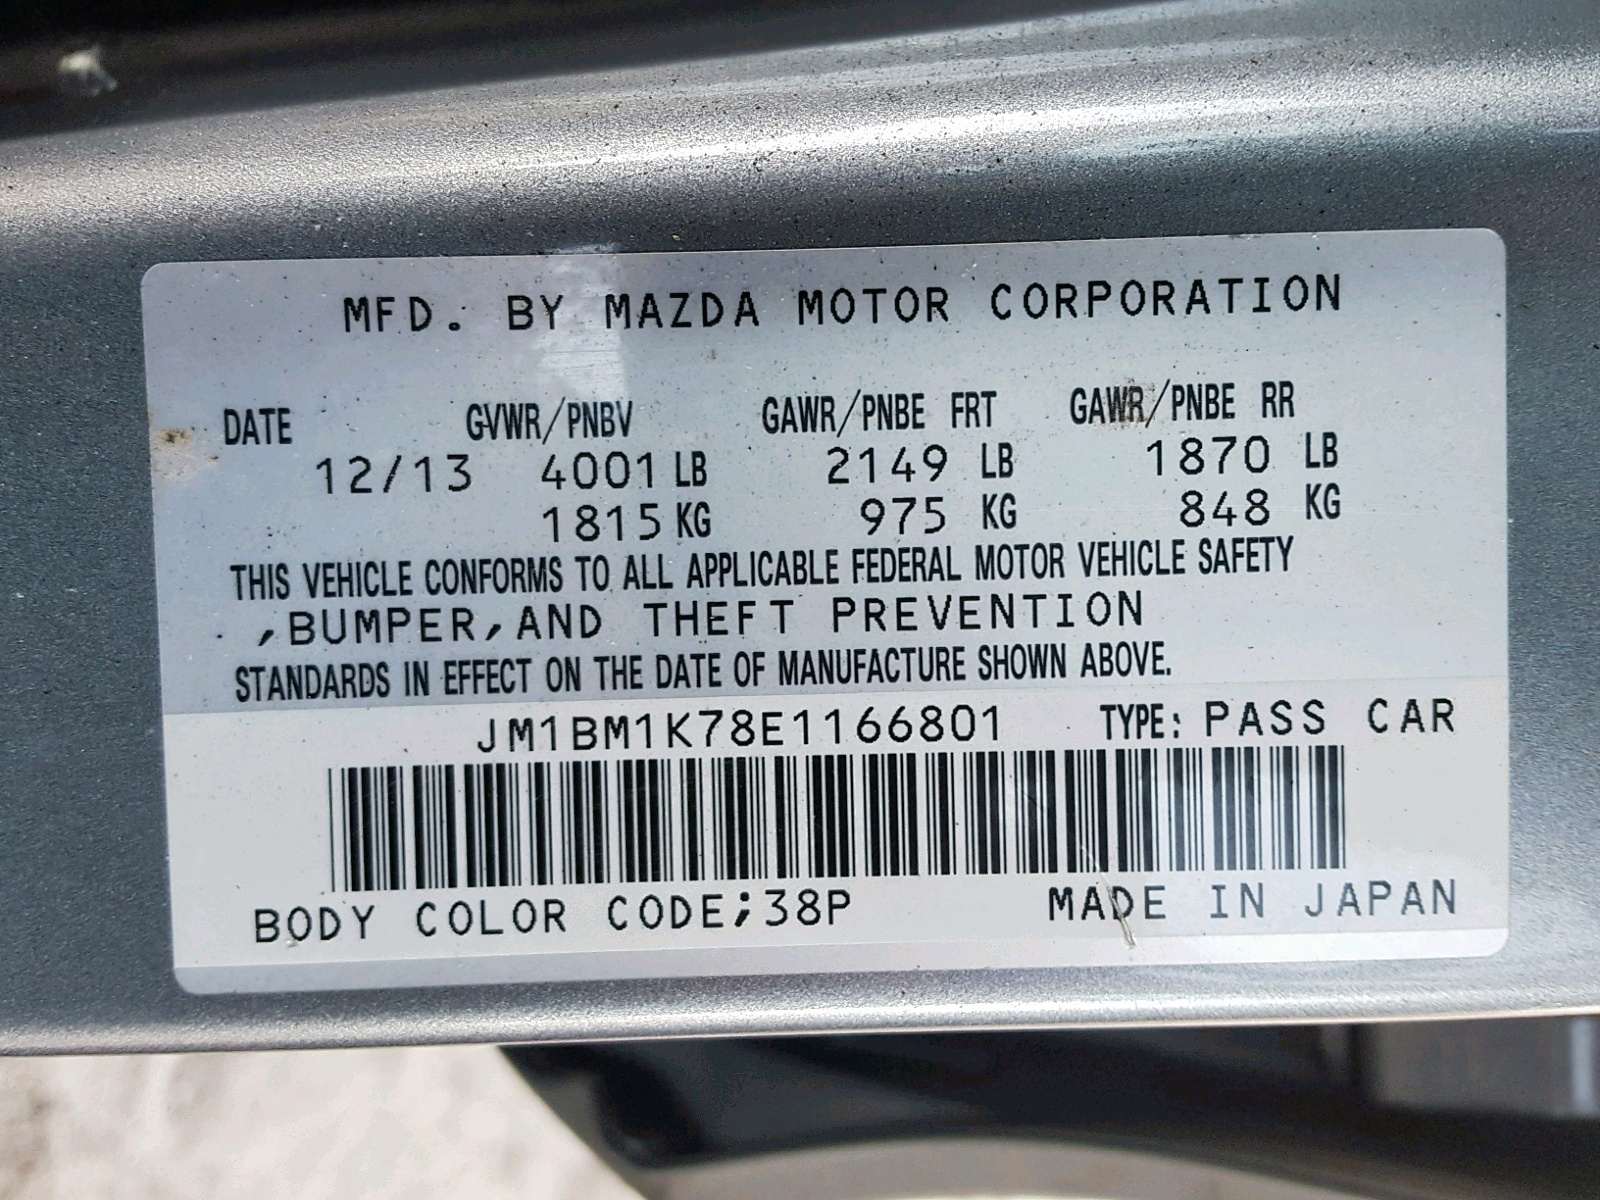 MFD. BY MAZDA MOTOR CORPORATION
DATE GVWR/PNBV GAWR/PNBE FRT GAWR/PNBE RR
12/13 4001 LB 2149 LB 1870 LB
1815 KG 975 KG 848 KG
THIS VEHICLE CONFORMS TO ALL APPLICABLE FEDERAL MOTOR VEHICLE SAFETY
,BUMPER,AND THEFT PREVENTION
STANDARDS IN EFFECT ON THE DATE OF MANUFACTURE SHOWN ABOVE.
JM1BM1K78E1166801 TYPE: PASS CAR
BODY COLOR CODE;38P MADE IN JAPAN